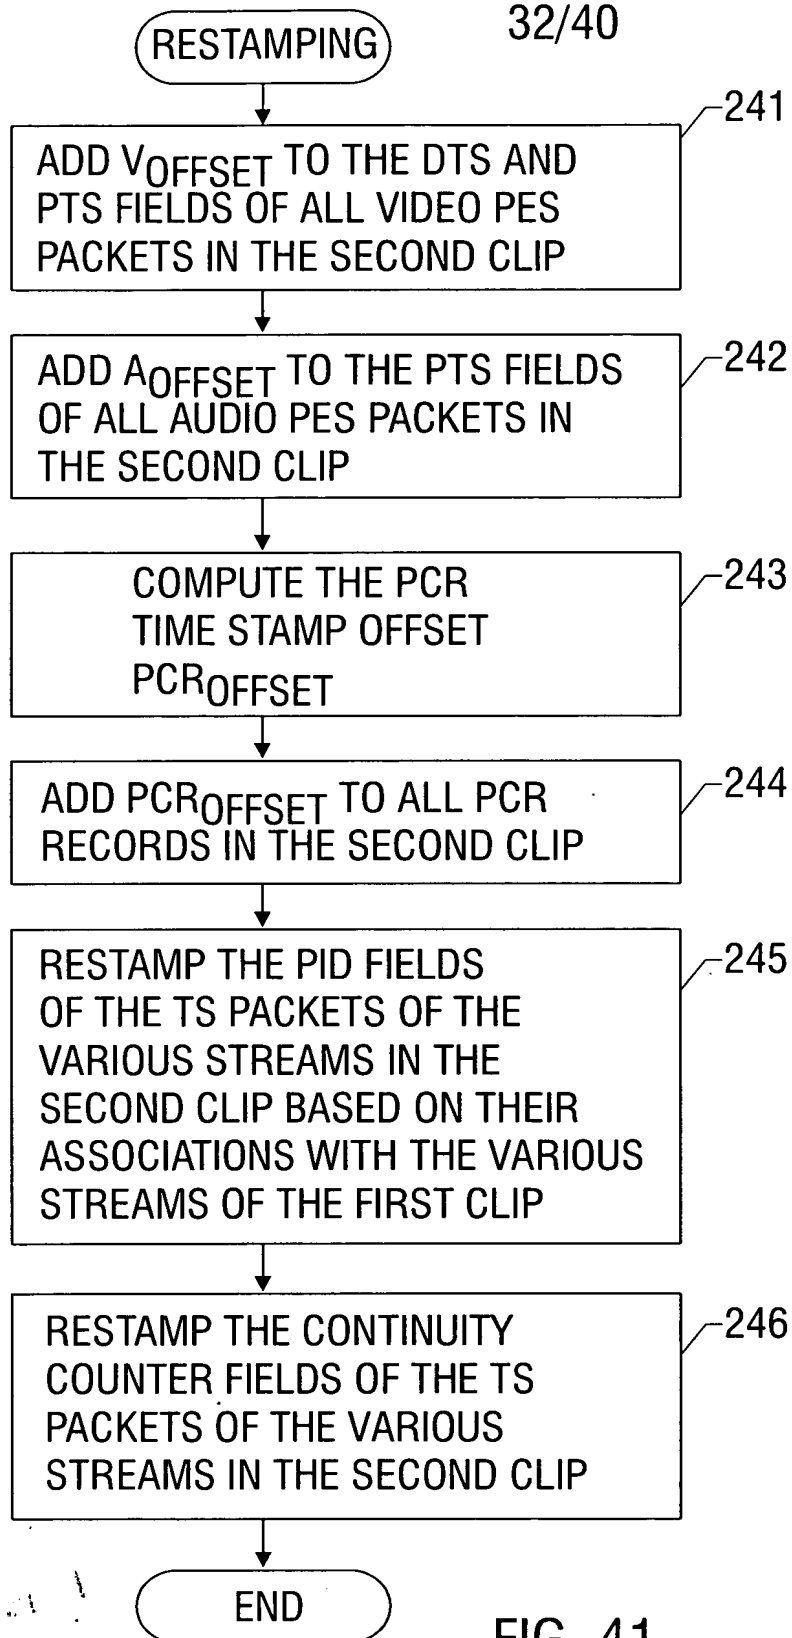 32/40
RESTAMPING
241
ADD VOFFSET TO THE DTS AND
PTS FIELDS OF ALL VIDEO PES
PACKETS IN THE SECOND CLIP
242
ADD AOFFSET TO THE PTS FIELDS
OF ALL AUDIO PES PACKETS IN
THE SECOND CLIP
243
COMPUTE THE PCR
TIME STAMP OFFSET
PCROFFSET
244
ADD PCROFFSET TO ALL PCR
RECORDS IN THE SECOND CLIP
245
RESTAMP THE PID FIELDS
OF THE TS PACKETS OF THE
VARIOUS STREAMS IN THE
SECOND CLIP BASED ON THEIR
ASSOCIATIONS WITH THE VARIOUS
STREAMS OF THE FIRST CLIP
246
RESTAMP THE CONTINUITY
COUNTER FIELDS OF THE TS
PACKETS OF THE VARIOUS
STREAMS IN THE SECOND CLIP
END
FIG. 41